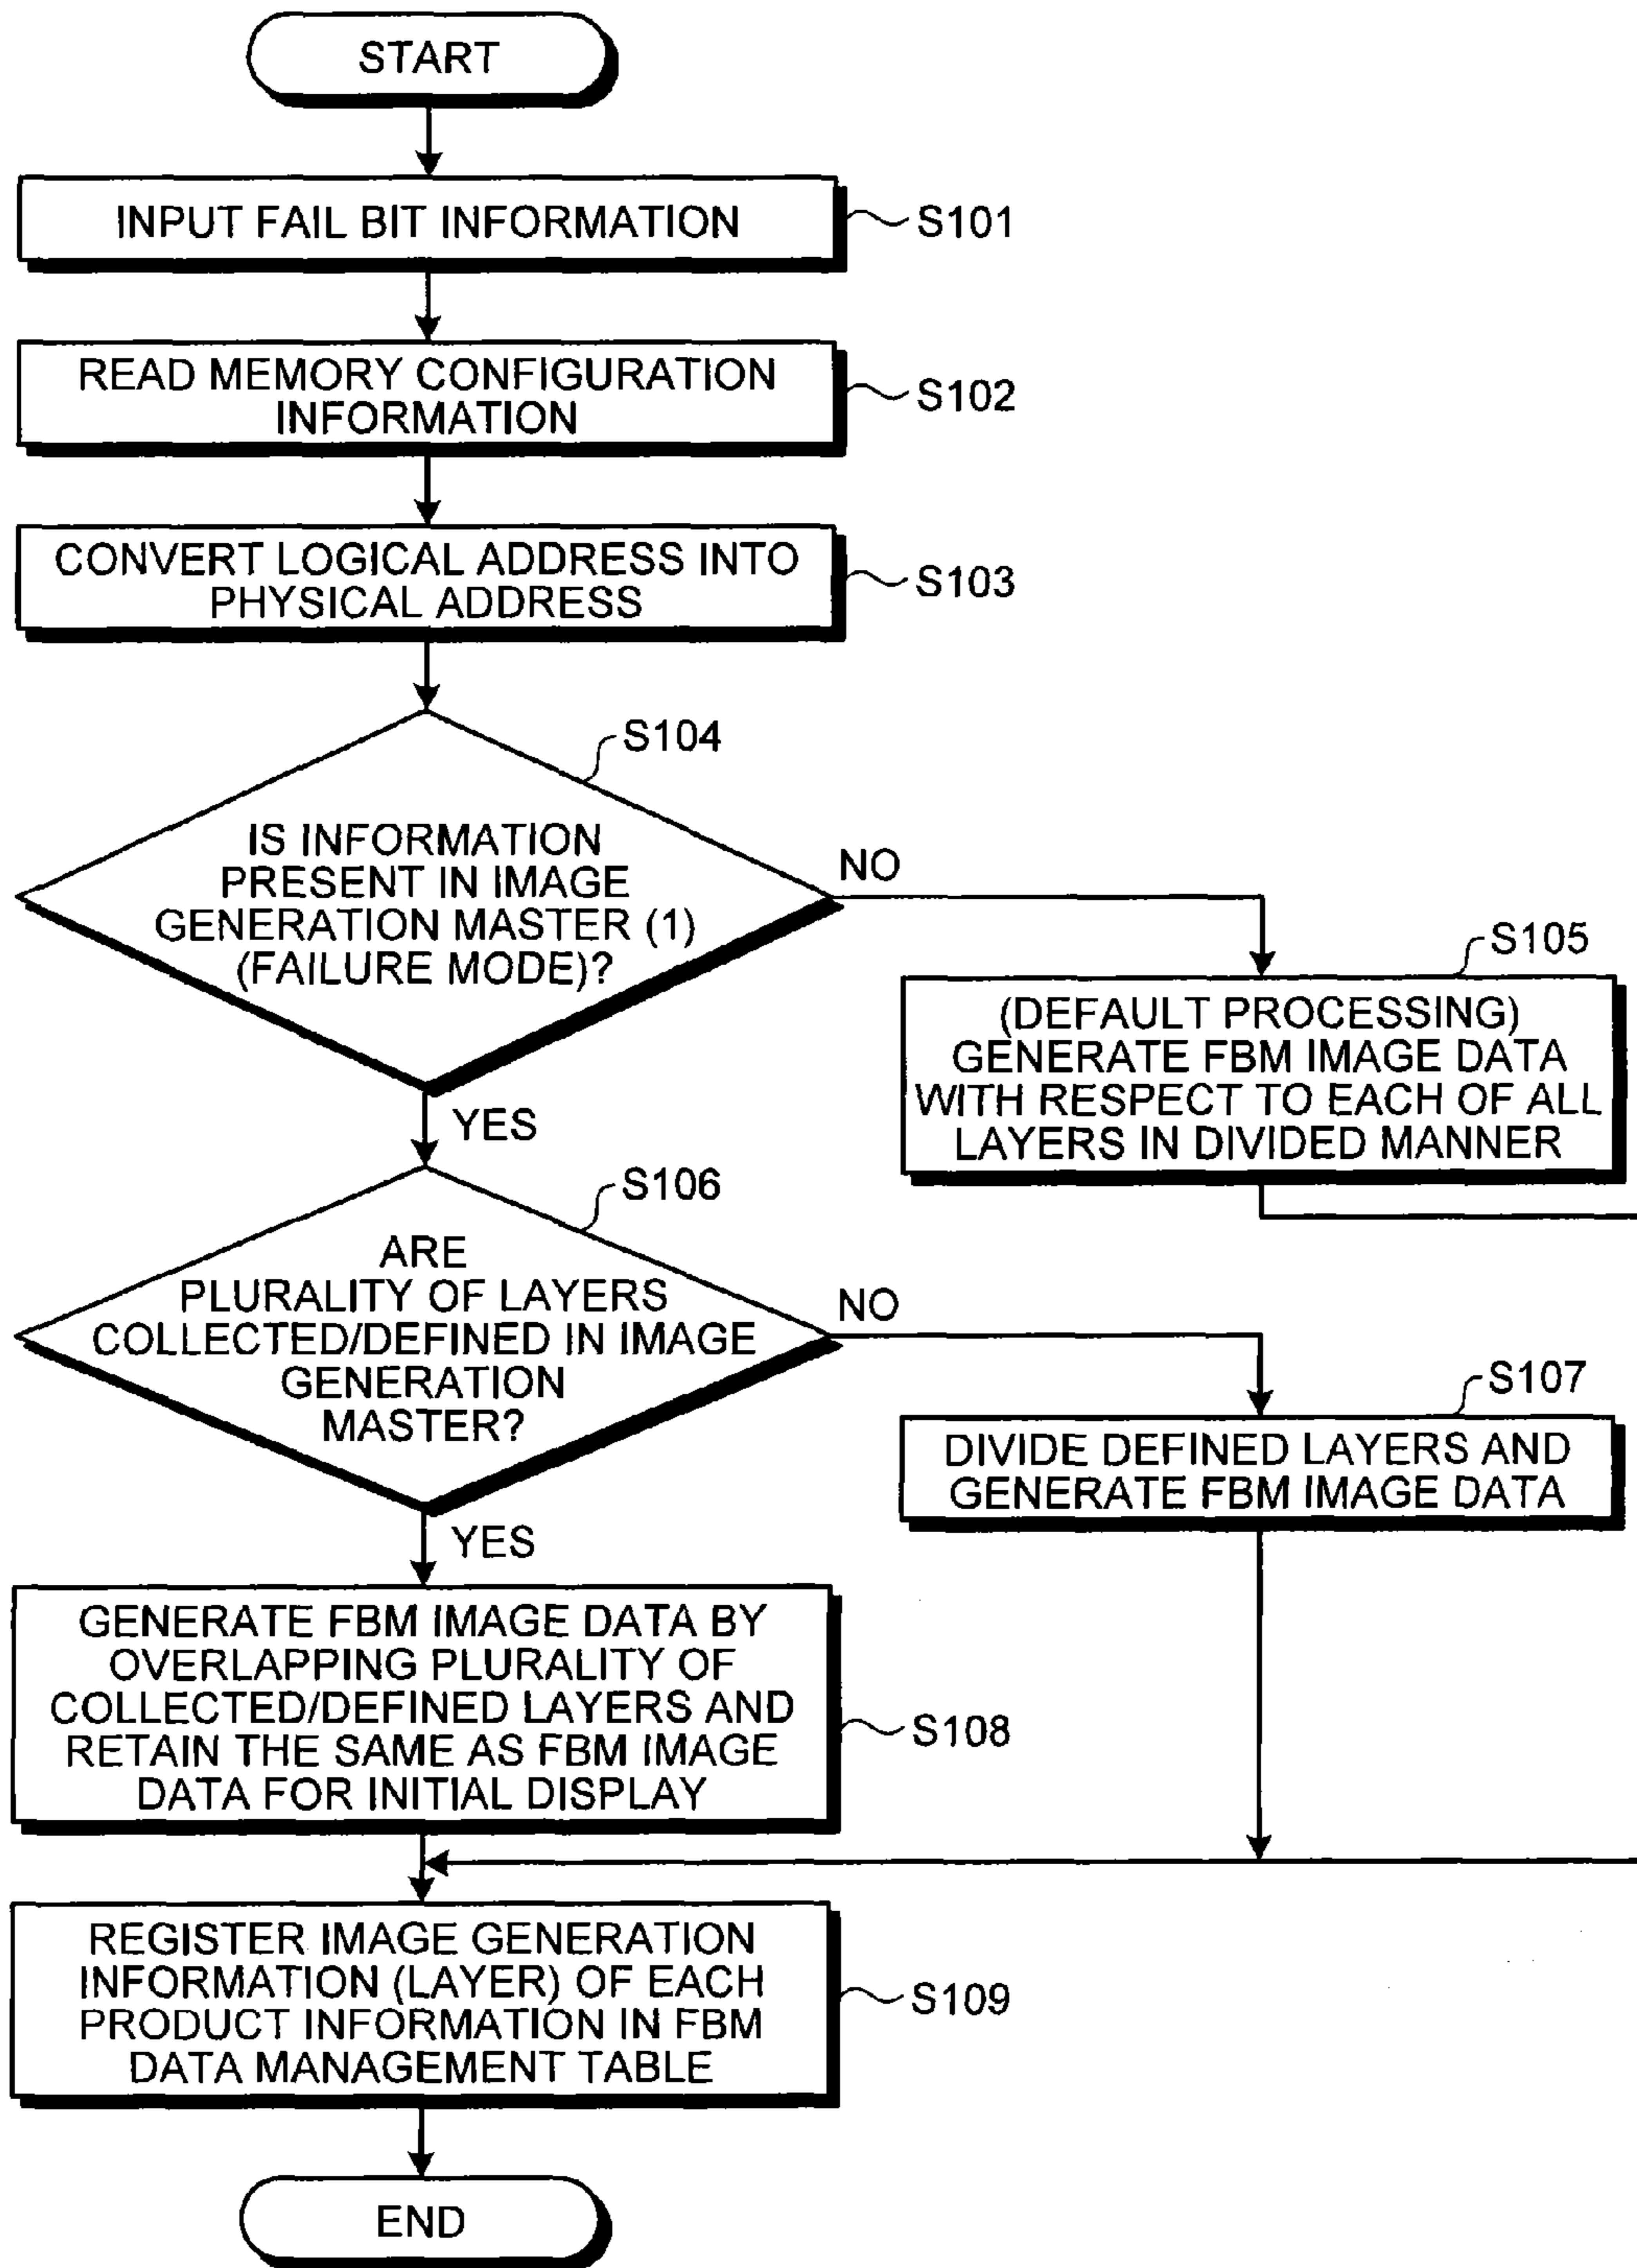 START
INPUT FAIL BIT INFORMATION
S101
READ MEMORY CONFIGURATION
INFORMATION
S102
CONVERT LOGICAL ADDRESS INTO
PHYSICAL ADDRESS
S103
S104
IS INFORMATION
PRESENT IN IMAGE
GENERATION MASTER (1)
(FAILURE MODE)?
NO
YES
S105
(DEFAULT PROCESSING)
GENERATE FBM IMAGE DATA
WITH RESPECT TO EACH OF ALL
LAYERS IN DIVIDED MANNER
S106
ARE
PLURALITY OF LAYERS
COLLECTED/DEFINED IN IMAGE
GENERATION
MASTER?
NO
YES
S107
DIVIDE DEFINED LAYERS AND
GENERATE FBM IMAGE DATA
GENERATE FBM IMAGE DATA BY
OVERLAPPING PLURALITY OF
COLLECTED/DEFINED LAYERS AND
RETAIN THE SAME AS FBM IMAGE
DATA FOR INITIAL DISPLAY
S108
REGISTER IMAGE GENERATION
INFORMATION (LAYER) OF EACH
PRODUCT INFORMATION IN FBM
DATA MANAGEMENT TABLE
S109
END